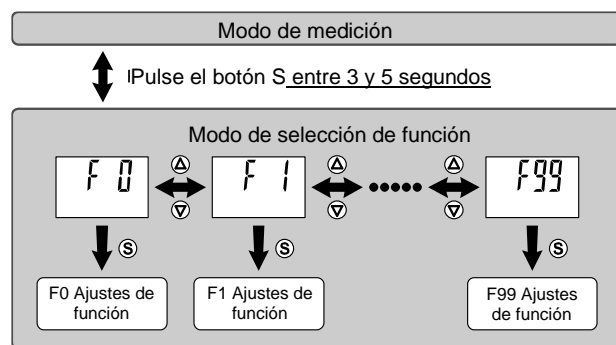 Modo de medición
Pulse el botón S entre 3 y 5 segundos
Modo de selección de función
F 0 F 1 F99
S S S
F0 Ajustes de
función
F1 Ajustes de
función
F99 Ajustes
de función